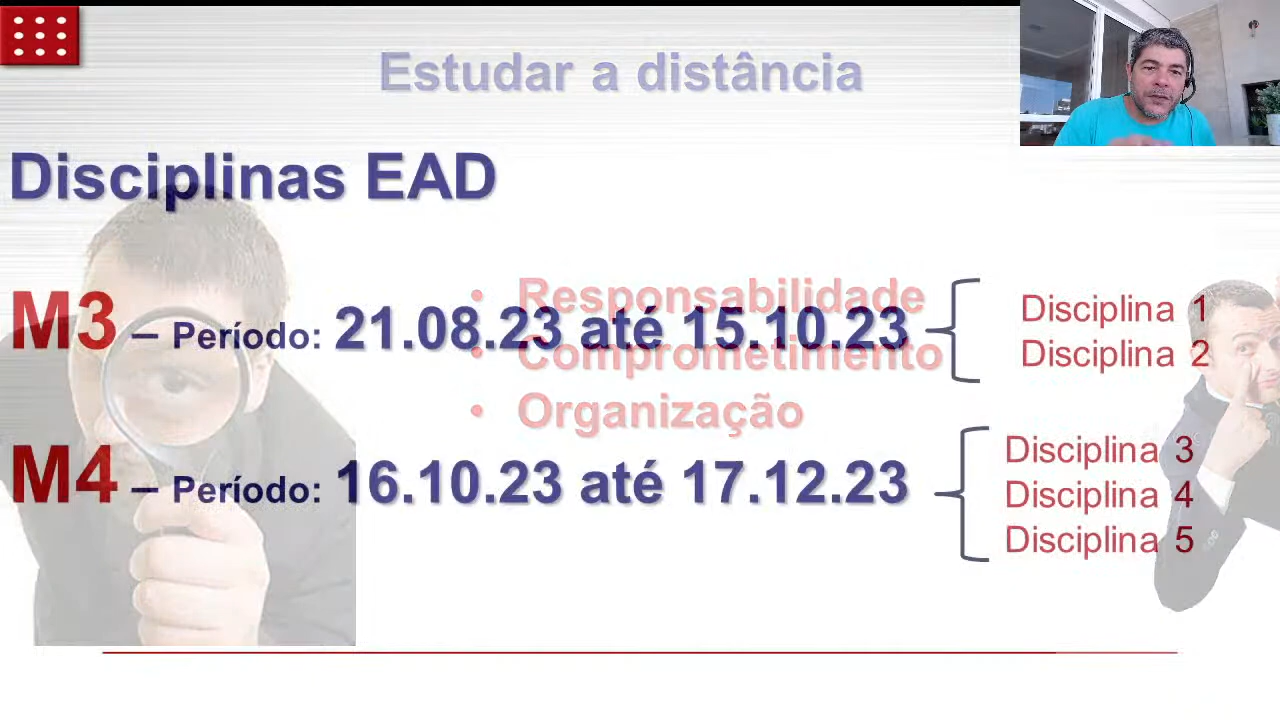 Estudar a distância
Disciplinas EAD
• Responsabilidade
M3 – Período: 21.08.23 até 15.10.23
Disciplina 1
Disciplina 2
• Comprometimento
• Organização
M4 – Período: 16.10.23 até 17.12.23
Disciplina 3
Disciplina 4
Disciplina 5